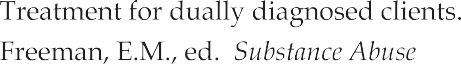 Treatment for dually diagnosed clients.
Freeman, E.M., ed. Substance Abuse